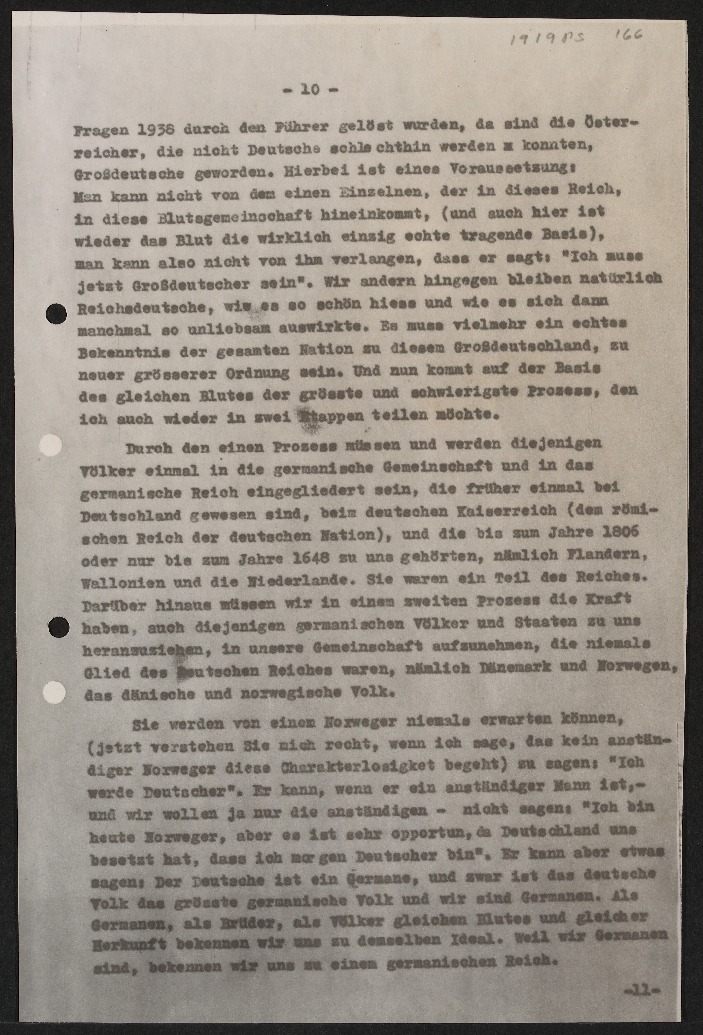 1919 PS 166
- 10 -
Fragen 1938 durch den Führer gelöst wurden, da sind die Öster-
reicher, die nicht Deutsche schle chthin werden x konnten,
Großdeutsche geworden. Hierbei ist eines Voraussetzung:
Man kann nicht von dem einen Einzelnen, der in dieses Reich,
in diese Blutsgemeinschaft hineinkommt, (und auch hier ist
wieder das Blut die wirklich einzig echte tragende Basis),
man kann also nicht von ihm verlangen, dass er sagt: "Ich muss
jetzt Großdeutscher sein". Wir andern hingegen bleiben natürlich
Reichsdeutsche, wie es so schön hiess und wie es sich dann
manchmal so unliebsam auswirkte. Es muss vielmehr ein echtes
Bekenntnis der gesamten Nation zu diesem Großdeutschland, zu
neuer grösserer Ordnung sein. Und nun kommt auf der Basis
des gleichen Blutes der grösste und schwierigste Prozess, den
ich auch wieder in zwei Etappen teilen möchte.
Durch den einen Prozess müssen und werden diejenigen
Völker einmal in die germanische Gemeinschaft und in das
germanische Reich eingegliedert sein, die früher einmal bei
Deutschland gewesen sind, beim deutschen Kaiserreich (dem römi-
schen Reich der deutschen Nation), und die bis zum Jahre 1806
oder nur bis zum Jahre 1648 zu uns gehörten, nämlich Flandern,
Wallonien und die Niederlande. Sie waren ein Teil des Reiches.
Darüber hinaus müssen wir in einem zweiten Prozess die Kraft
haben, auch diejenigen germanischen Völker und Staaten zu uns
heranzuziehen, in unsere Gemeinschaft aufzunehmen, die niemals
Glied des Deutschen Reiches waren, nämlich Dänemark und Norwegen,
das dänische und norwegische Volk.
Sie werden von einem Norweger niemals erwarten können,
(jetzt verstehen Sie mich recht, wenn ich sage, das kein anstän-
diger Norweger diese Charakterlosigket begeht) zu sagen: "Ich
werde Deutscher". Er kann, wenn er ein anständiger Mann ist,-
und wir wollen ja nur die anständigen - nicht sagen: "Ich bin
heute Norweger, aber es ist sehr opportun, da Deutschland uns
besetzt hat, dass ich morgen Deutscher bin". Er kann aber etwas
sagen: Der Deutsche ist ein Germane, und zwar ist das deutsche
Volk das grösste germanische Volk und wir sind Germanen. Als
Germanen, als Brüder, als Völker gleichen Blutes und gleicher
Herkunft bekennen wir uns zu demselben Ideal. Weil wir Germanen
sind, bekennen wir uns zu einem germanischen Reich.
-11-